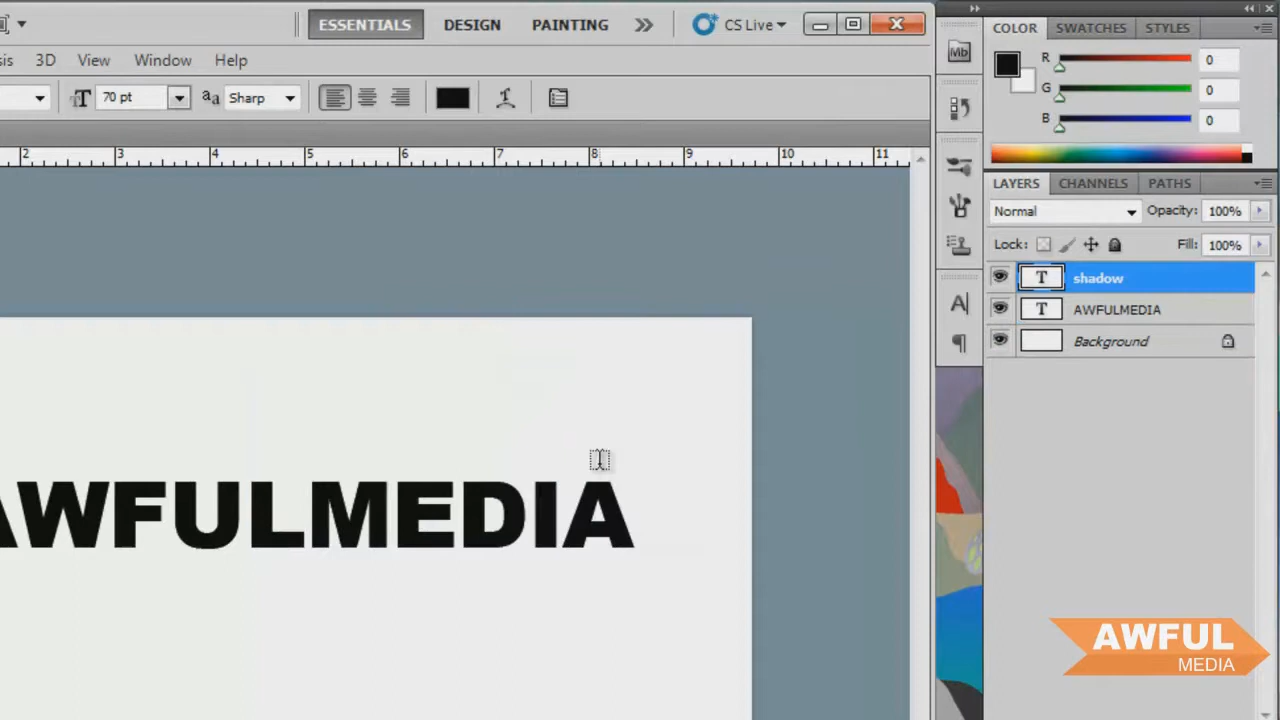 ESSENTIALS DESIGN PAINTING CS Live
sis 3D View Window Help
70 pt Sharp
2 3 4 5 6 7 8 9 10 11
AWFULMEDIA
Mb
COLOR SWATCHES STYLES
R 0
G 0
B 0
LAYERS CHANNELS PATHS
Normal Opacity: 100%
Lock: Fill: 100%
T shadow
T AWFULMEDIA
Background
AWFUL
MEDIA